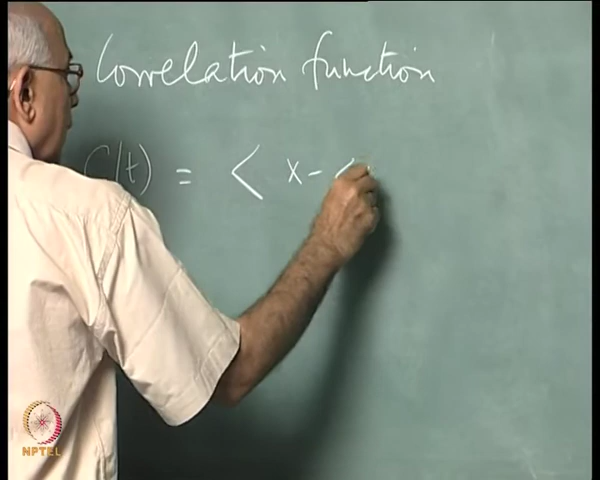 Correlation function
C(t) = < x - <
NPTEL